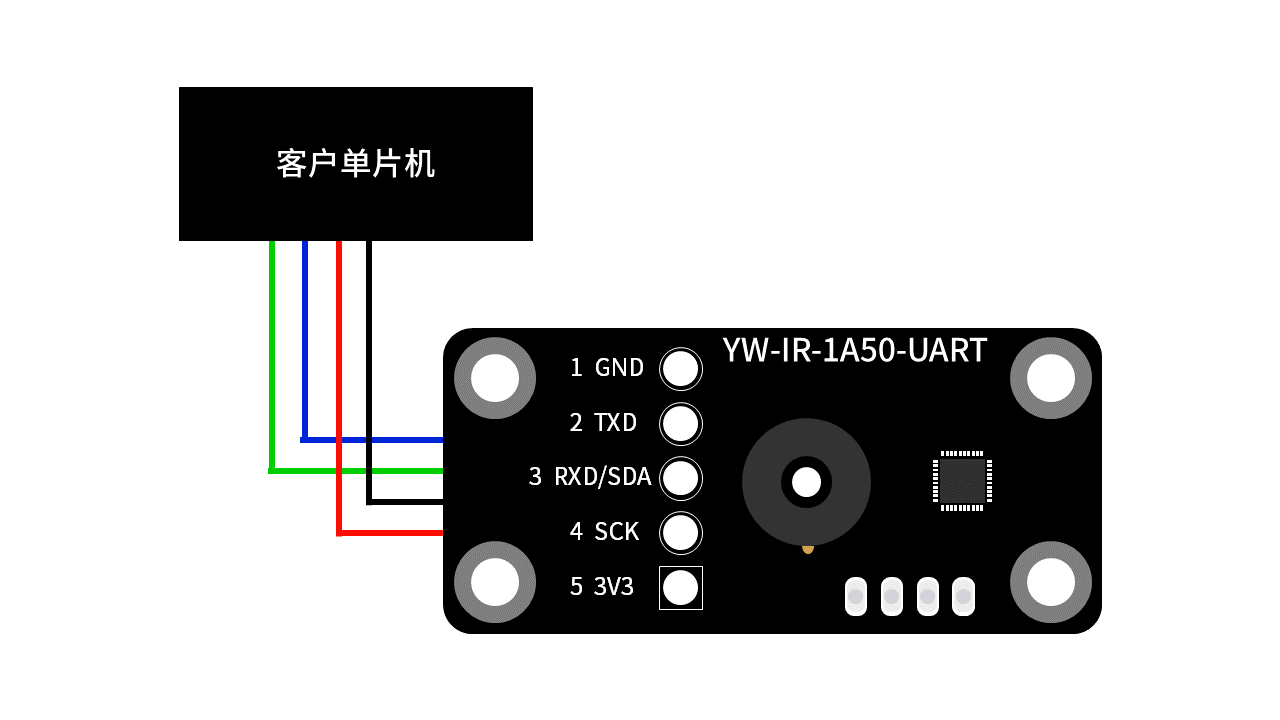 客户单片机
YW-IR-1A50-UART
1 GND
2 TXD
3 RXD/SDA
4 SCK
5 3V3